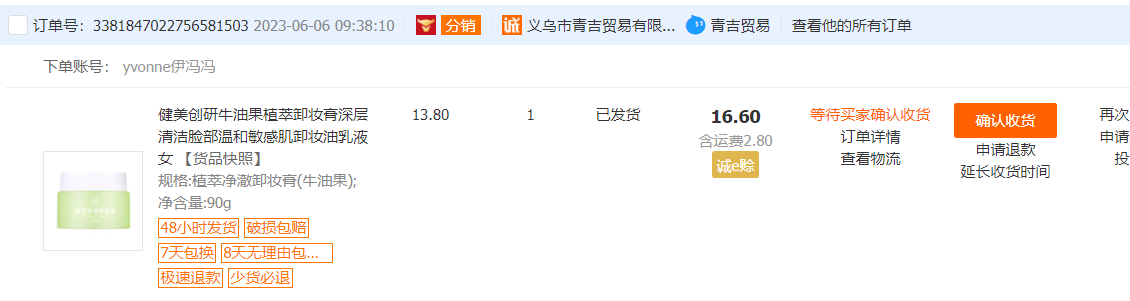 订单号：3381847022756581503 2023-06-06 09:38:10 分销 诚 义乌市青吉贸易有限... 青吉贸易 查看他的所有订单
下单账号： yvonne伊冯冯
健美创研牛油果植萃卸妆膏深层 13.80 1 已发货 16.60 等待买家确认收货 确认收货 再次
清洁脸部温和敏感肌卸妆油乳液 含运费2.80 订单详情 申请退款 申请
女 【货品快照】 诚e赊 查看物流 延长收货时间 投
规格:植萃净澈卸妆膏(牛油果);
净含量:90g
48小时发货 破损包赔
7天包换 8天无理由包...
极速退款 少货必退